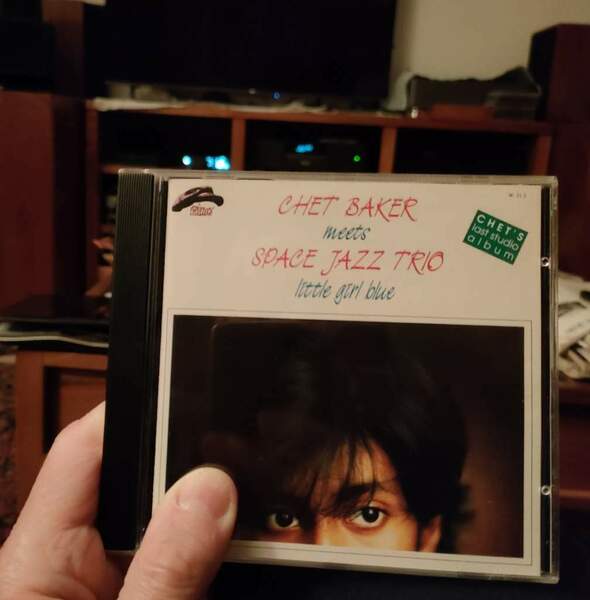 CHET BAKER
meets
SPACE JAZZ TRIO
little girl blue
CHET'S
last studio
album